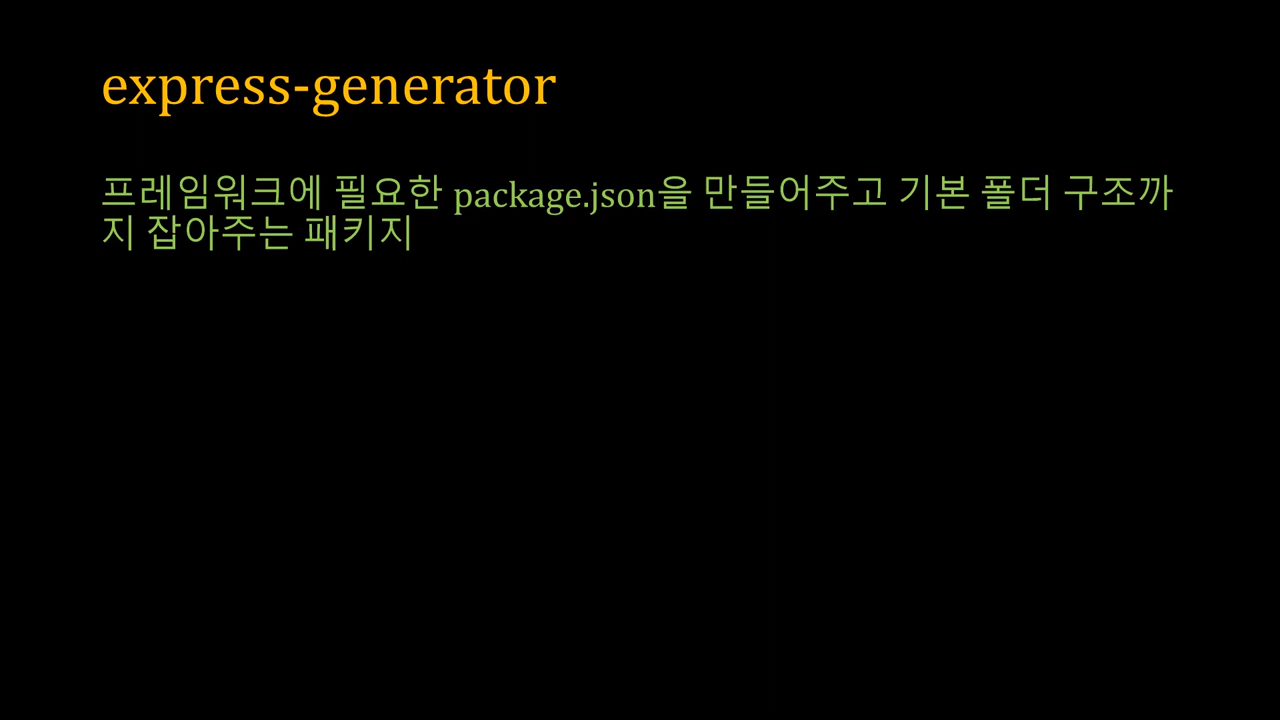 express-generator
프레임워크에 필요한 package.json을 만들어주고 기본 폴더 구조까
지 잡아주는 패키지